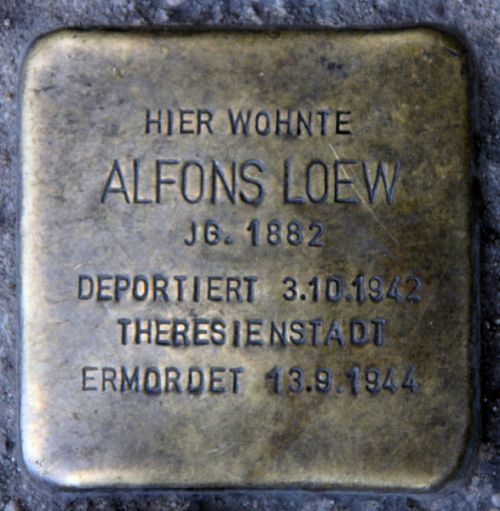 HIER WOHNTE
ALFONS LOEW
JG. 1882
DEPORTIERT 3.10.1942
THERESIENSTADT
ERMORDET 13.9.1944